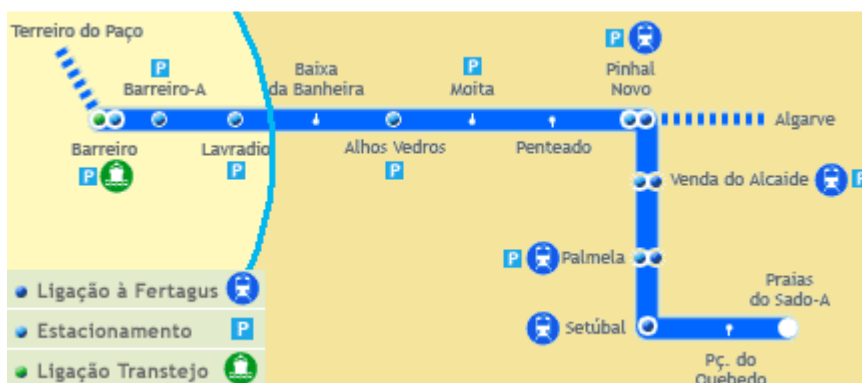 Terreiro do Paço
P
Barreiro-A
Baixa
da Banheira
P
Moita
P
Pinhal
Novo
Algarve
Barreiro
P
Lavradio
P
Alhos Vedros
P
Penteado
Venda do Alcaide
P
P
Palmela
Praias
do Sado-A
Setúbal
Pç. do
Quebedo
Ligação à Fertagus
Estacionamento P
Ligação Transtejo